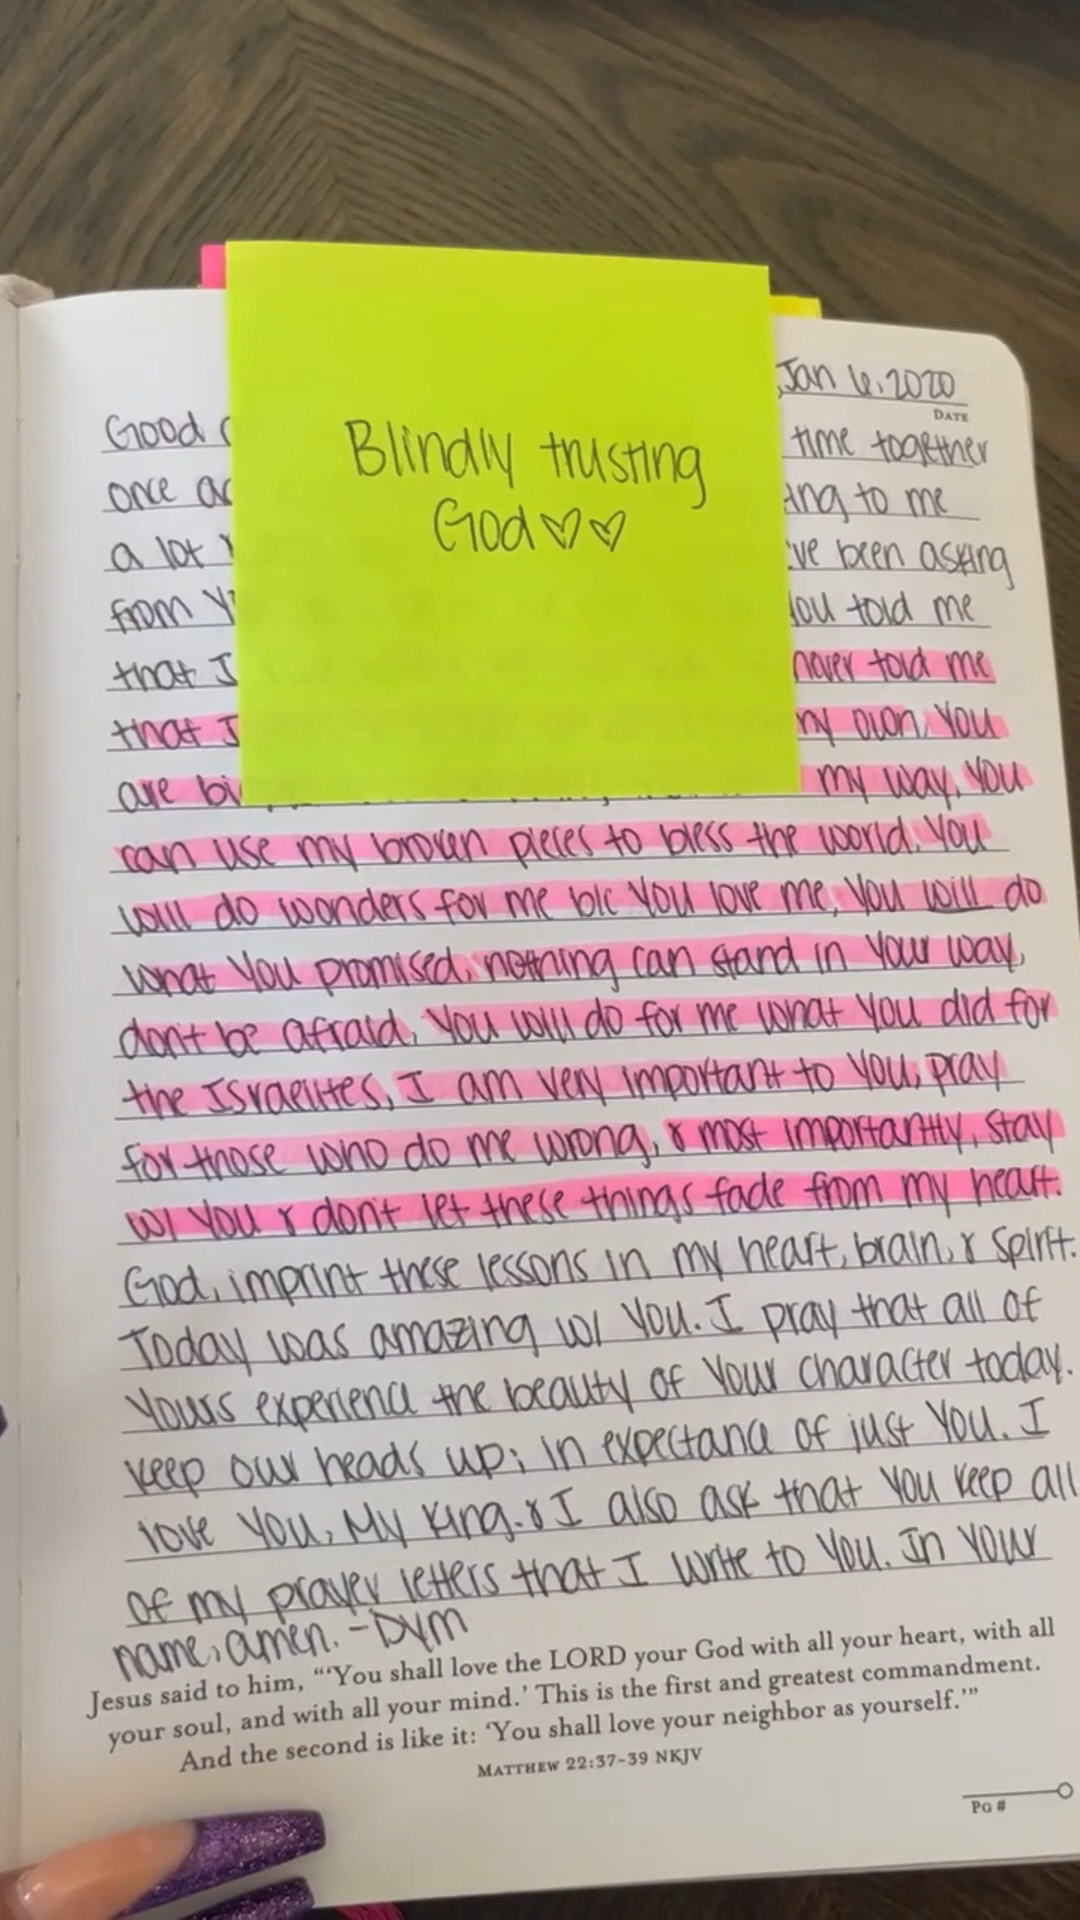 Jan 6, 2020
DATE
Blindly trusting
God♡♡
Good
time together
once
to me
a lot
've been asking
from
told me
that I
never told me
that I
own, You
are
my way, You
can use my broken pieces to bless the world, You
will do wonders for me b/c You love me, You will do
what You promised, nothing can stand in Your way,
don't be afraid, You will do for me what You did for
the Israelites, I am very important to You, pray
for those who do me wrong, & most importantly, stay
w/ You & don't let these things fade from my heart.
God, imprint these lessons in my heart, brain, & spirit.
Today was amazing w/ You. I pray that all of
Yours experience the beauty of Your character today.
Keep our heads up; in expectance of just You. I
love You, My King. & I also ask that You keep all
of my prayer letters that I write to You. In Your
name, amen. -Dym
Jesus said to him, “‘You shall love the LORD your God with all your heart, with all
your soul, and with all your mind.’ This is the first and greatest commandment.
And the second is like it: ‘You shall love your neighbor as yourself.’”
MATTHEW 22:37-39 NKJV
PG #